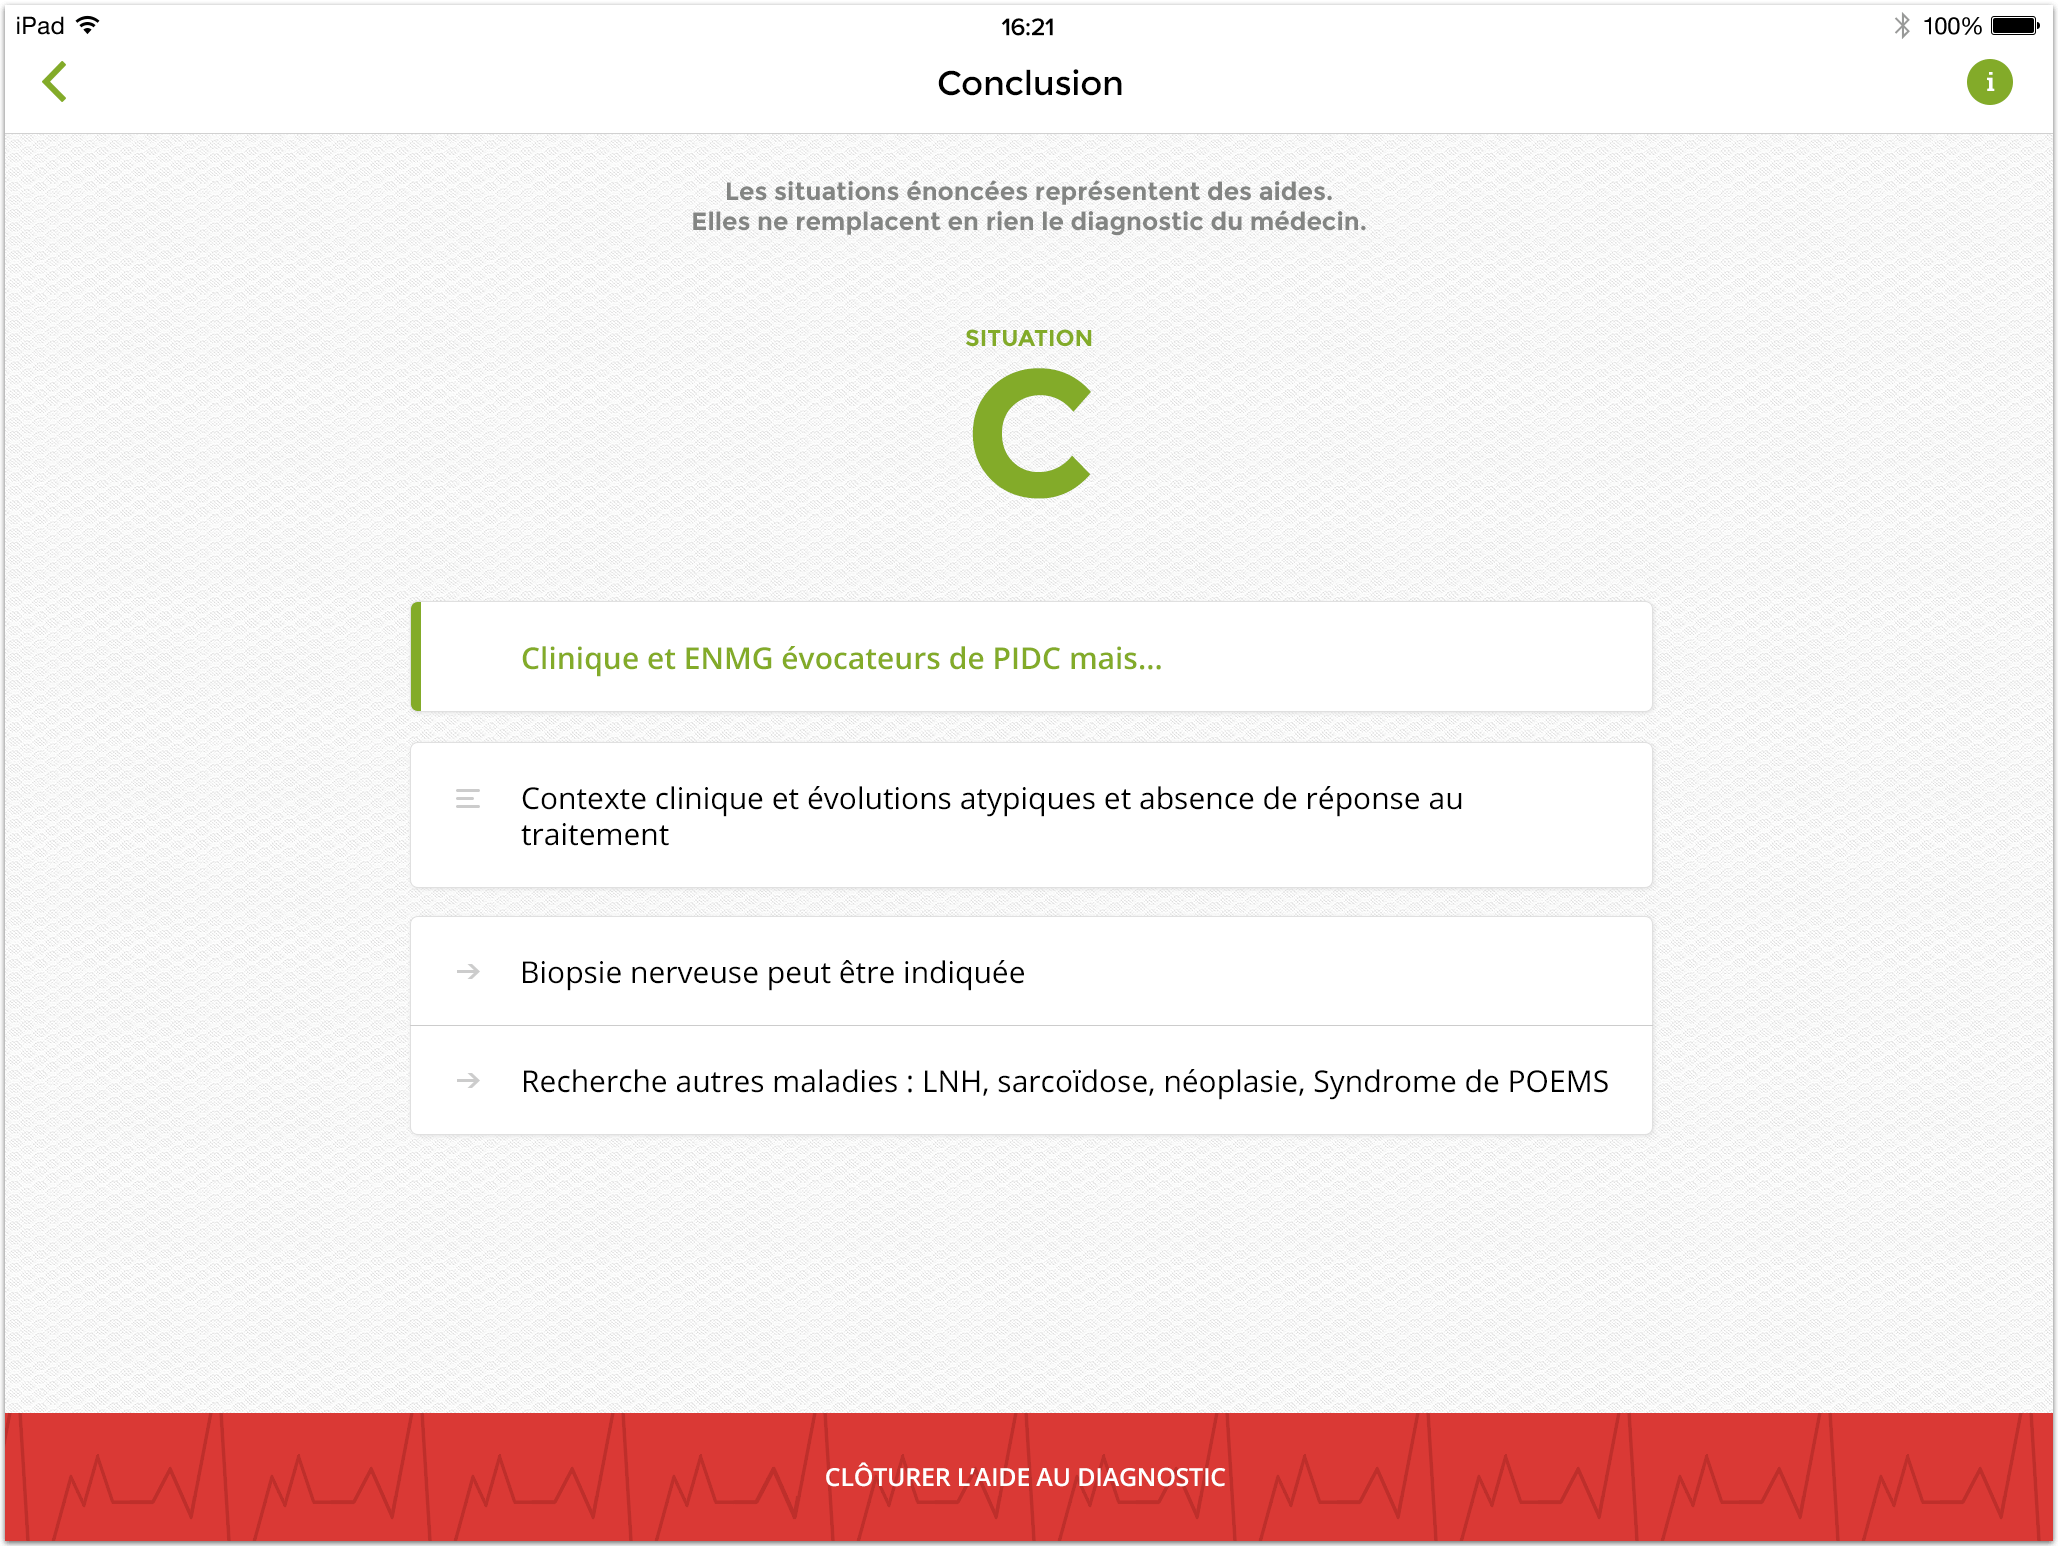 iPad 16:21 100%
Conclusion
i
Les situations énoncées représentent des aides.
Elles ne remplacent en rien le diagnostic du médecin.
SITUATION
C
Clinique et ENMG évocateurs de PIDC mais...
Contexte clinique et évolutions atypiques et absence de réponse au
traitement
Biopsie nerveuse peut être indiquée
Recherche autres maladies : LNH, sarcoïdose, néoplasie, Syndrome de POEMS
CLÔTURER L’AIDE AU DIAGNOSTIC